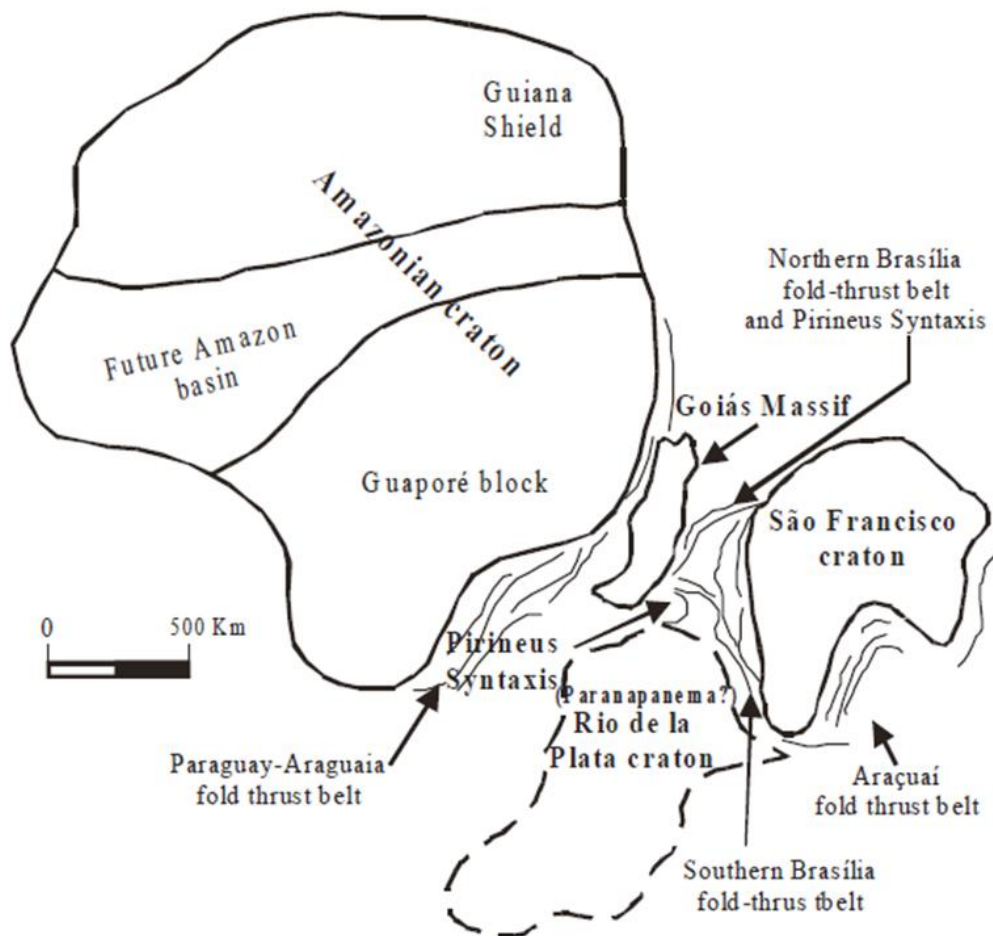 Guiana
Shield
Amazonian craton
Northern Brasília
fold-thrust belt
and Pirineus Syntaxis
Future Amazon
basin
Goiás Massif
Guaporé block
São Francisco
craton
0 500 Km
Pirineus
Syntaxis
(Paranapanema?)
Rio de la
Plata craton
Paraguay-Araguaia
fold thrust belt
Araçuaí
fold thrust belt
Southern Brasília
fold-thrus tbelt